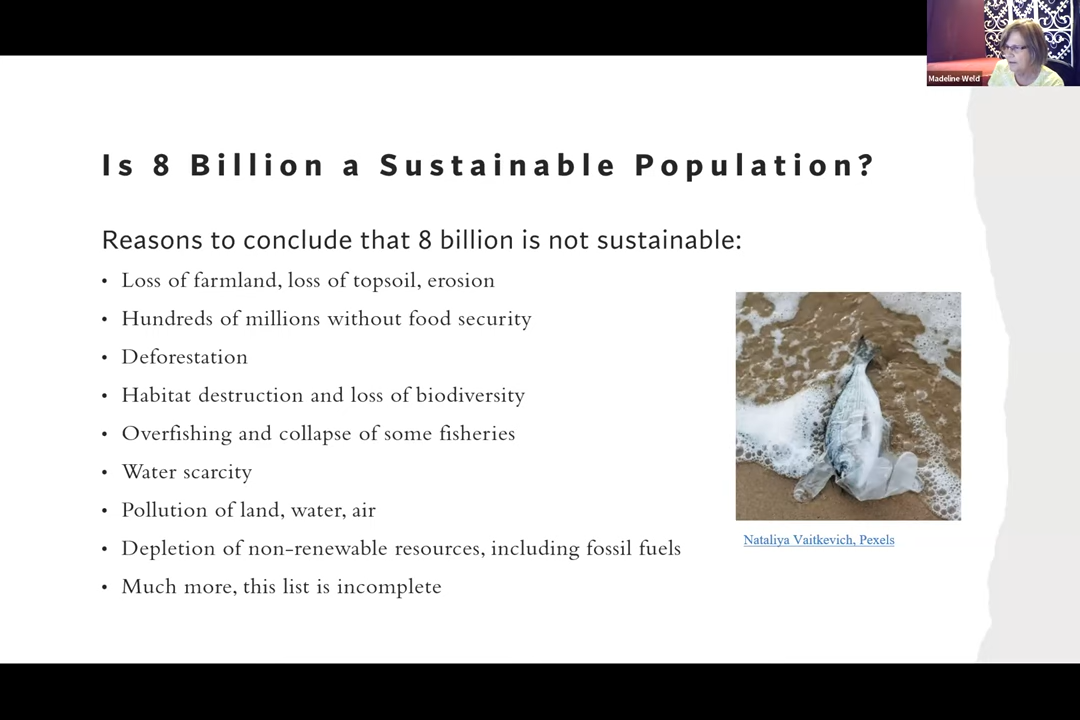 Madeline Weld
Is 8 Billion a Sustainable Population?
Reasons to conclude that 8 billion is not sustainable:
• Loss of farmland, loss of topsoil, erosion
• Hundreds of millions without food security
• Deforestation
• Habitat destruction and loss of biodiversity
• Overfishing and collapse of some fisheries
• Water scarcity
• Pollution of land, water, air
• Depletion of non-renewable resources, including fossil fuels
• Much more, this list is incomplete
Nataliya Vaitkevich, Pexels